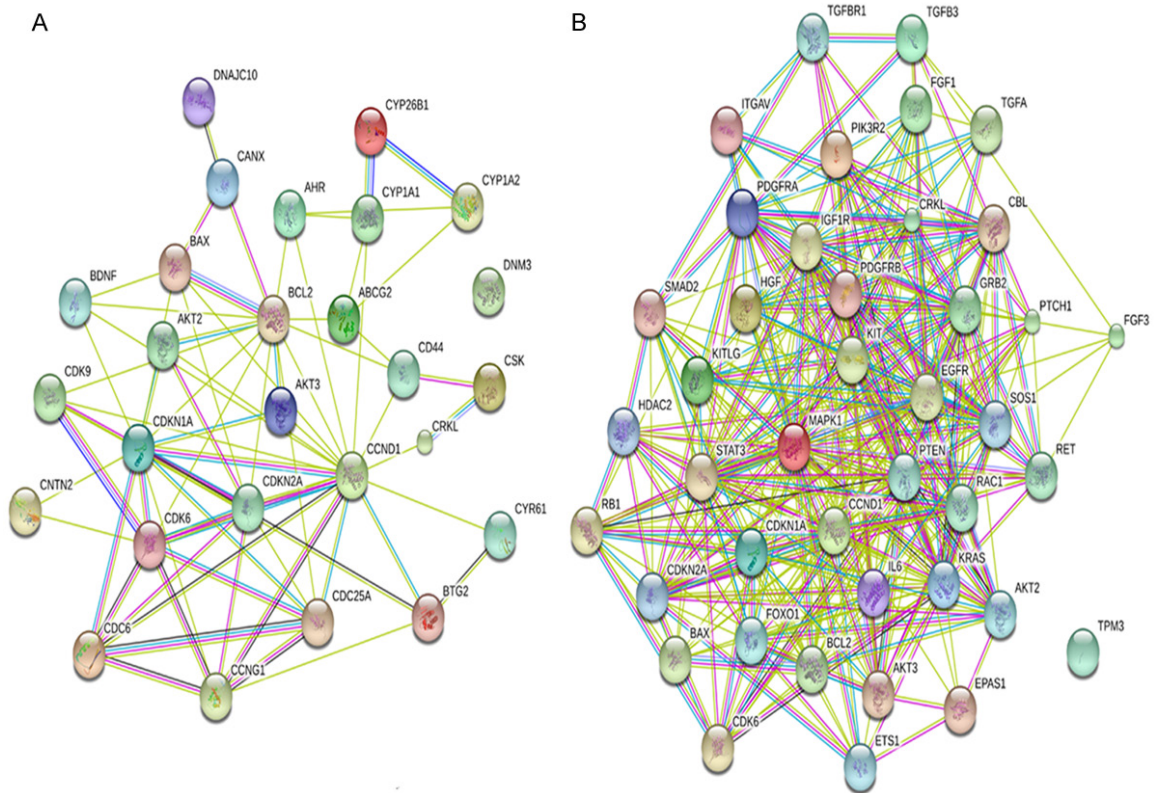 A
DNAJC10
CYP26B1
CANX
AHR
CYP1A1
CYP1A2
BAX
BDNF
BCL2
ABCG2
DNM3
AKT2
CD44
CSK
CDK9
AKT3
CDKN1A
CRKL
CCND1
CDKN2A
CNTN2
CDK6
CYR61
CDC25A
BTG2
CDC6
CCNG1
B
TGFBR1
TGFB3
FGF1
ITGAV
TGFA
PIK3R2
PDGFRA
CRKL
CBL
IGF1R
PDGFRB
SMAD2
HGF
GRB2
PTCH1
FGF3
KIT
KITLG
EGFR
SOS1
HDAC2
MAPK1
STAT3
PTEN
RET
RAC1
RB1
CCND1
CDKN1A
KRAS
IL6
CDKN2A
AKT2
FOXO1
TPM3
BAX
BCL2
AKT3
EPAS1
CDK6
ETS1